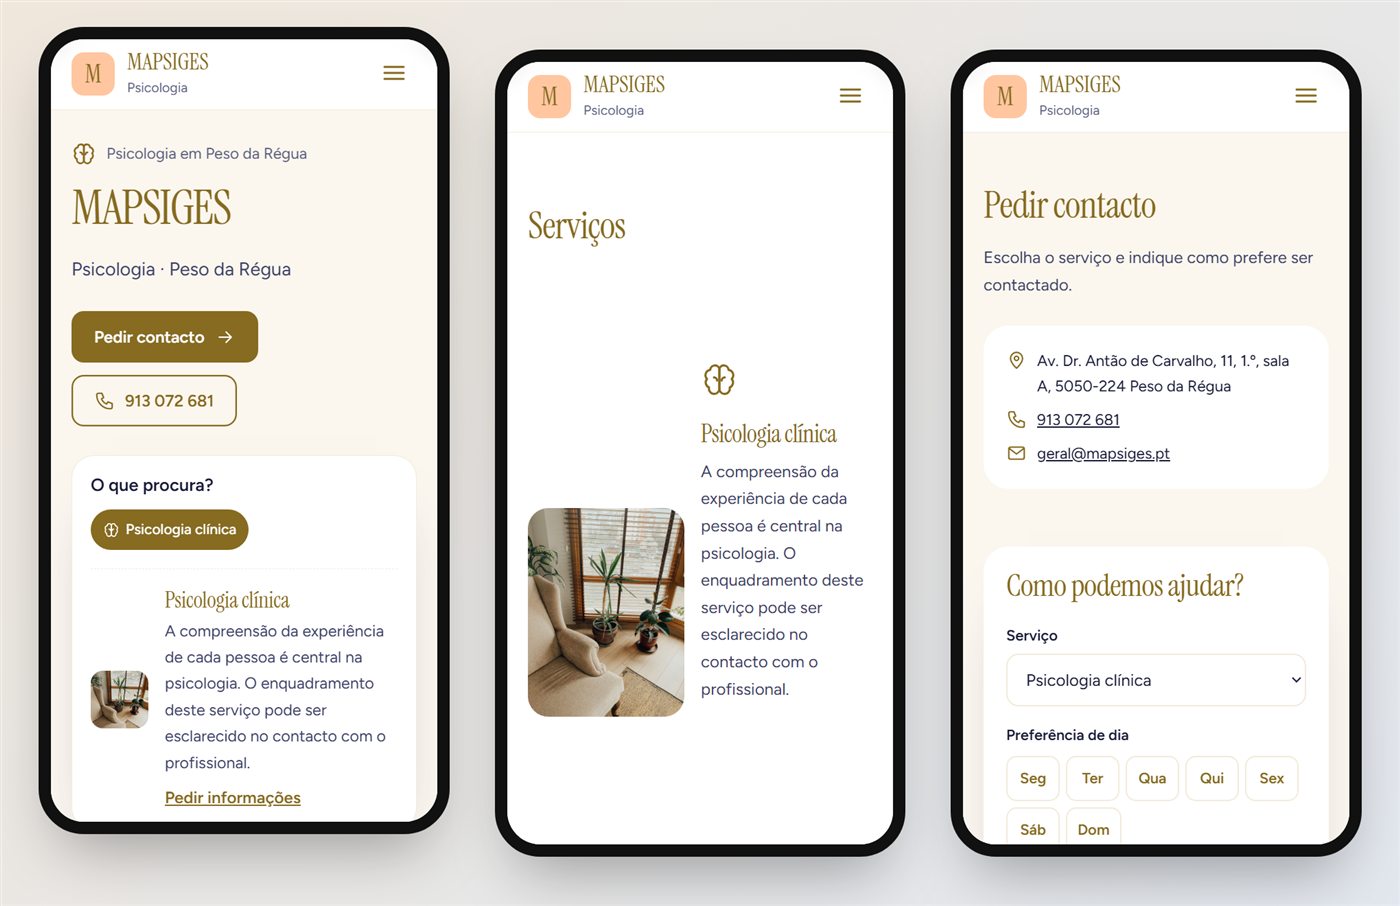 M
MAPSIGES
Psicologia
Psicologia em Peso da Régua
MAPSIGES
Psicologia · Peso da Régua
Pedir contacto →
913 072 681
O que procura?
Psicologia clínica
Psicologia clínica
A compreensão da experiência
de cada pessoa é central na
psicologia. O enquadramento
deste serviço pode ser
esclarecido no contacto com o
profissional.
Pedir informações
M
MAPSIGES
Psicologia
Serviços
Psicologia clínica
A compreensão da
experiência de cada
pessoa é central na
psicologia. O
enquadramento deste
serviço pode ser
esclarecido no
contacto com o
profissional.
M
MAPSIGES
Psicologia
Pedir contacto
Escolha o serviço e indique como prefere ser
contactado.
Av. Dr. Antão de Carvalho, 11, 1.º, sala
A, 5050-224 Peso da Régua
913 072 681
geral@mapsiges.pt
Como podemos ajudar?
Serviço
Psicologia clínica
Preferência de dia
Seg Ter Qua Qui Sex
Sáb Dom